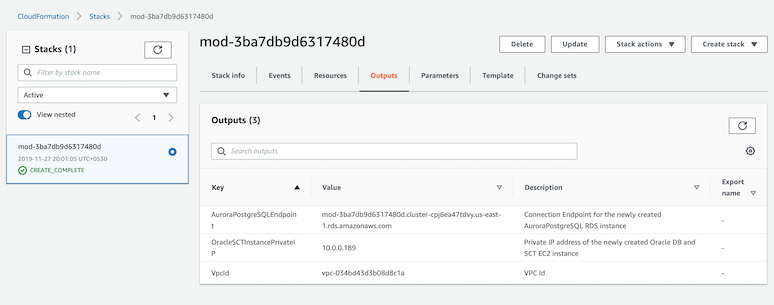 CloudFormation > Stacks > mod-3ba7db9d6317480d
Stacks (1)
Filter by stack name
Active
View nested
1
mod-3ba7db9d6317480d
2019-11-27 20:01:05 UTC+0530
CREATE_COMPLETE
mod-3ba7db9d6317480d
Delete Update Stack actions Create stack
Stack info Events Resources Outputs Parameters Template Change sets
Outputs (3)
Search outputs
Key Value Description Export
name
AuroraPostgreSQLEndpoin mod-3ba7db9d6317480d.cluster-cpj6ea47tdvy.us-east- Connection Endpoint for the newly created -
t 1.rds.amazonaws.com AuroraPostgreSQL RDS instance
OracleSCTInstancePrivateI 10.0.0.189 Private IP address of the newly created Oracle DB and -
P SCT EC2 instance
VpcId vpc-034bd43d3b08d8c1a VPC Id -